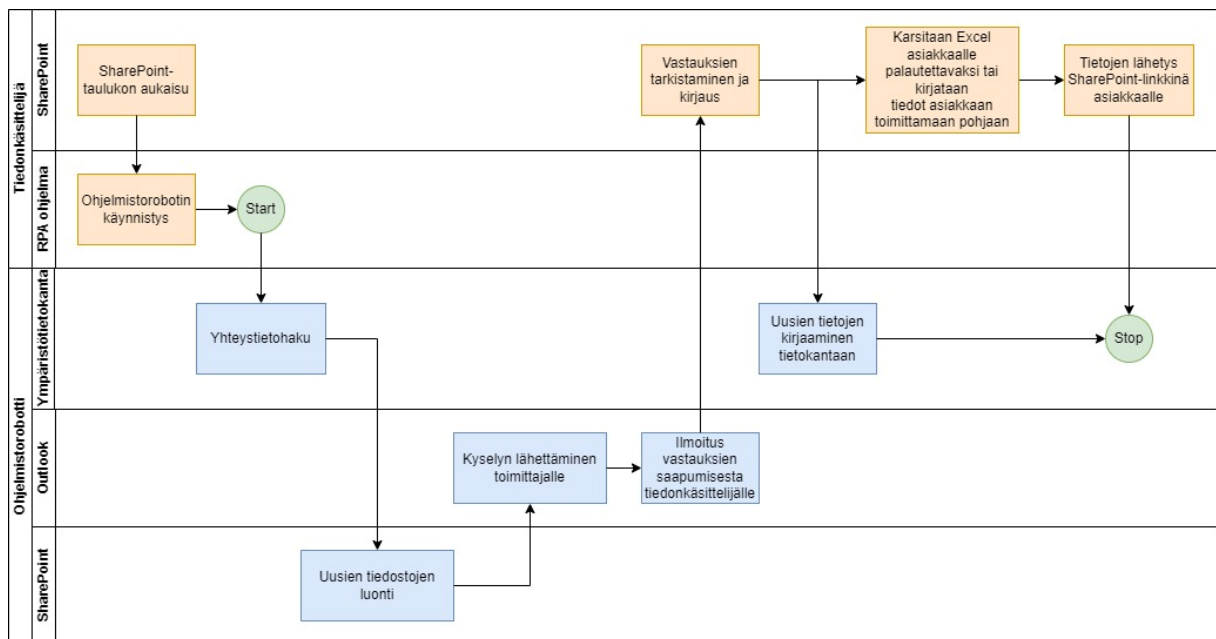 Tiedonkäsittelijä
SharePoint
SharePoint-
taulukon aukaisu
Vastauksien
tarkistaminen ja
kirjaus
Karsitaan Excel
asiakkaalle
palautettavaksi tai
kirjataan
tiedot asiakkaan
toimittamaan pohjaan
Tietojen lähetys
SharePoint-linkkinä
asiakkaalle
RPA ohjelma
Ohjelmistorobotin
käynnistys
Start
Ohjelmistorobotti
Ympäristötietokanta
Yhteystietohaku
Uusien tietojen
kirjaaminen
tietokantaan
Stop
Outlook
Kyselyn lähettäminen
toimittajalle
Ilmoitus
vastauksien
saapumisesta
tiedonkäsittelijälle
SharePoint
Uusien tiedostojen
luonti